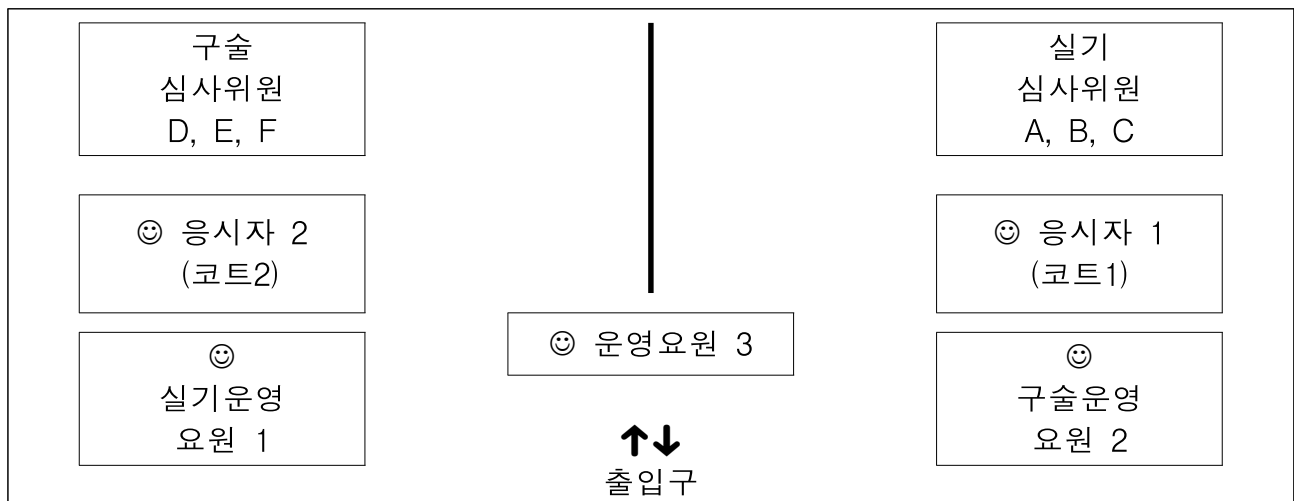 구술
심사위원
D, E, F
실기
심사위원
A, B, C
☺ 응시자 2
(코트2)
☺ 응시자 1
(코트1)
☺ 운영요원 3
☺
실기운영
요원 1
☺
구술운영
요원 2
↑↓
출입구